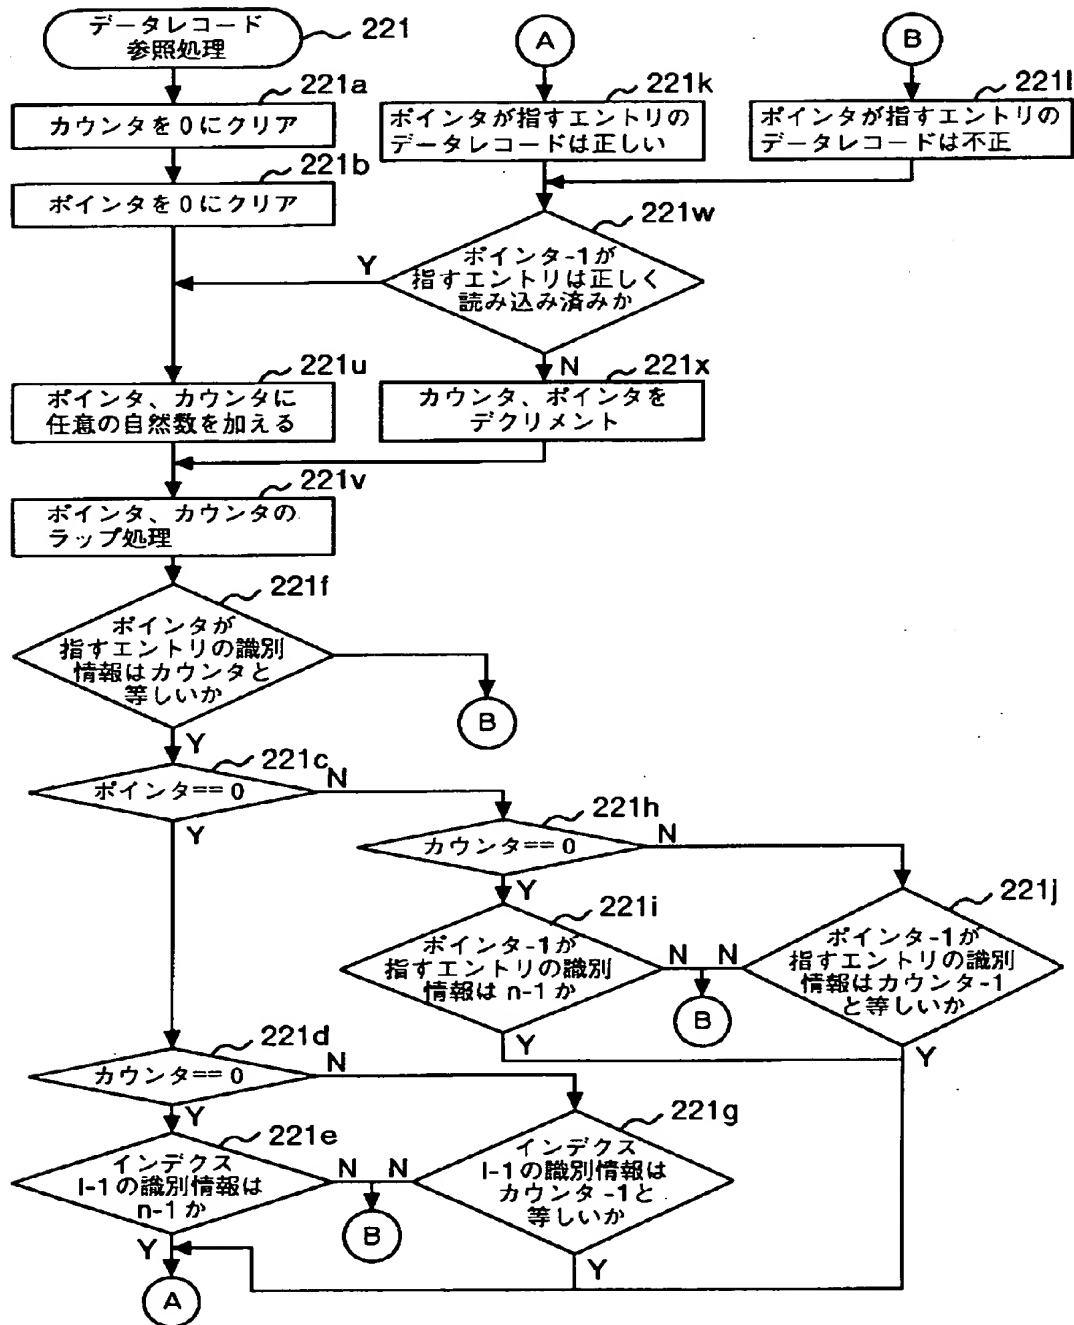 データレコード
参照処理
221
221a
カウンタを0にクリア
221b
ポインタを0にクリア
A
221k
ポインタが指すエントリの
データレコードは正しい
B
221l
ポインタが指すエントリの
データレコードは不正
221w
ポインタ-1が
指すエントリは正しく
読み込み済みか
Y
N
221u
ポインタ、カウンタに
任意の自然数を加える
221x
カウンタ、ポインタを
デクリメント
221v
ポインタ、カウンタの
ラップ処理
221f
ポインタが
指すエントリの識別
情報はカウンタと
等しいか
B
Y
221c
ポインタ==0
N
Y
221h
カウンタ==0
N
Y
221i
ポインタ-1が
指すエントリの識別
情報はn-1か
N
Y
221j
ポインタ-1が
指すエントリの識別
情報はカウンタ-1
と等しいか
N
Y
B
221d
カウンタ==0
N
Y
221e
インデクス
l-1の識別情報は
n-1か
N
Y
221g
インデクス
l-1の識別情報は
カウンタ-1と
等しいか
N
Y
B
A